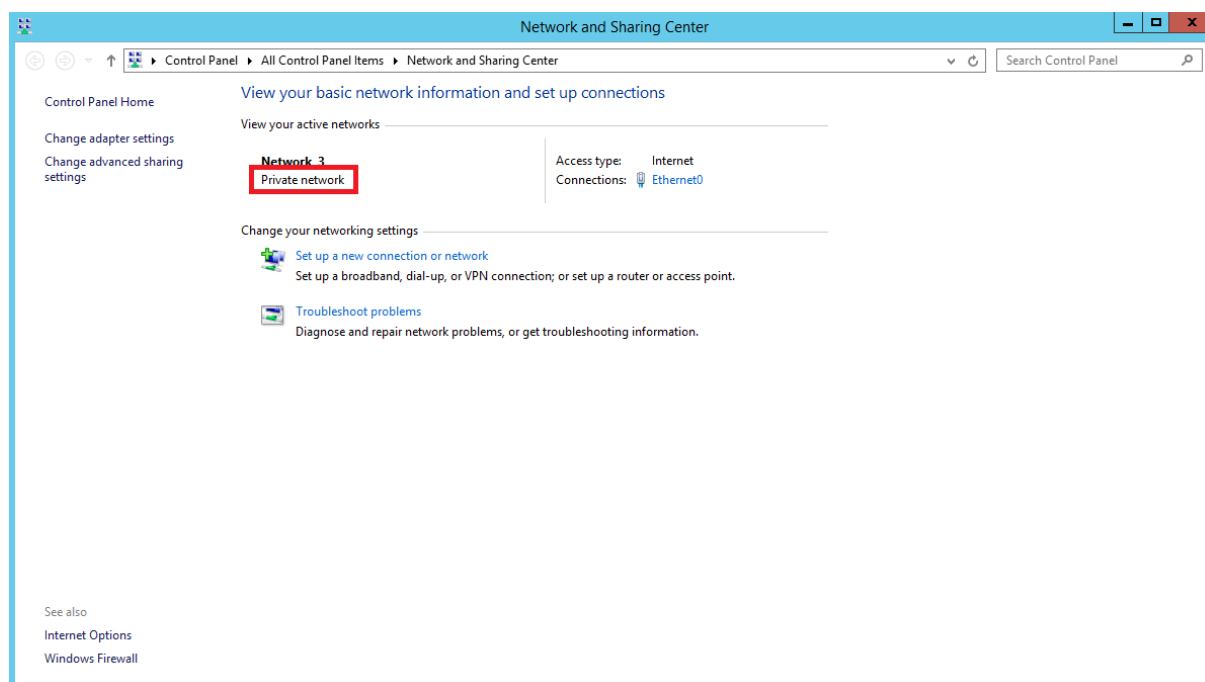 Network and Sharing Center
Control Panel All Control Panel Items Network and Sharing Center
Search Control Panel
Control Panel Home
Change adapter settings
Change advanced sharing
settings
View your basic network information and set up connections
View your active networks
Network 3
Private network
Access type: Internet
Connections: Ethernet0
Change your networking settings
Set up a new connection or network
Set up a broadband, dial-up, or VPN connection; or set up a router or access point.
Troubleshoot problems
Diagnose and repair network problems, or get troubleshooting information.
See also
Internet Options
Windows Firewall